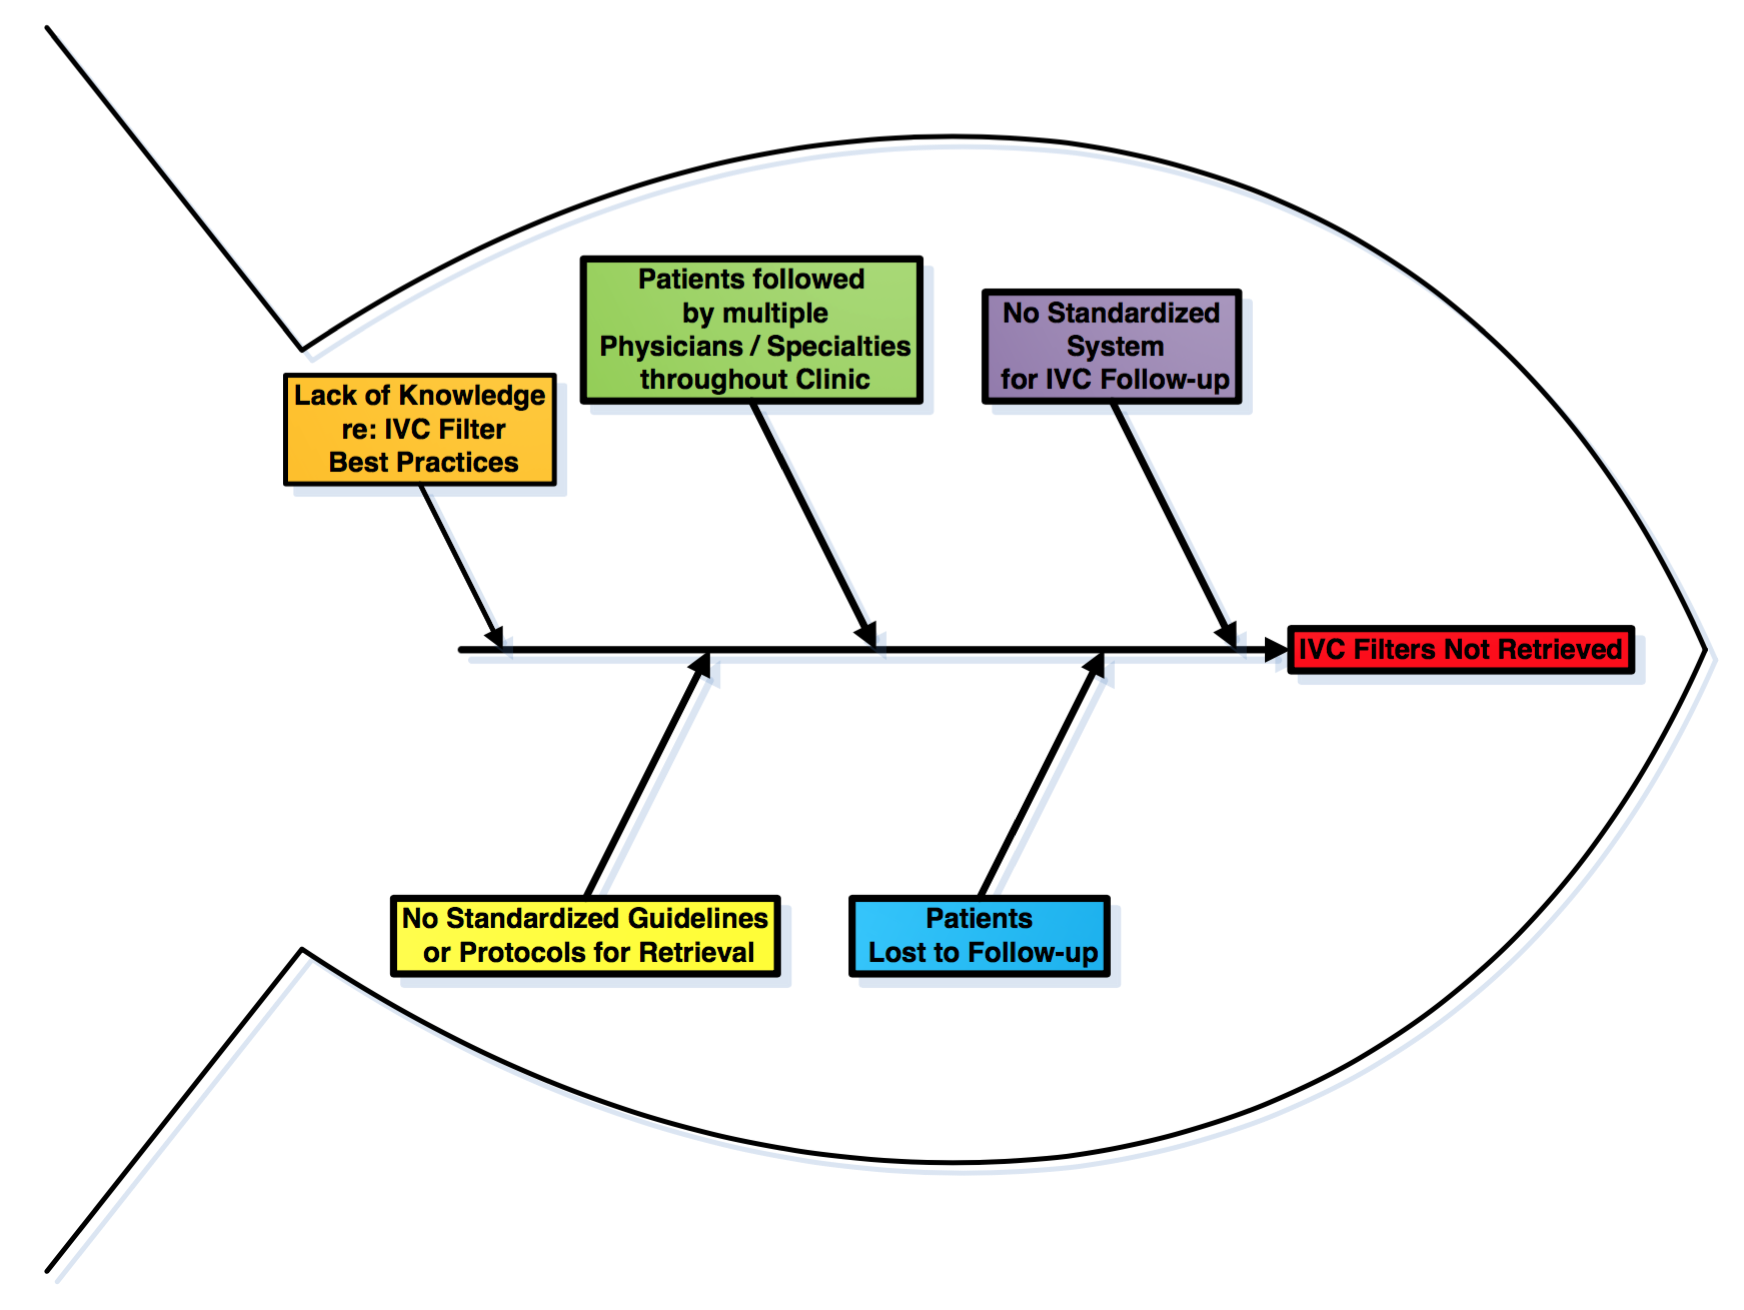 Patients followed
by multiple
Physicians / Specialties
throughout Clinic
No Standardized
System
for IVC Follow-up
Lack of Knowledge
re: IVC Filter
Best Practices
IVC Filters Not Retrieved
No Standardized Guidelines
or Protocols for Retrieval
Patients
Lost to Follow-up